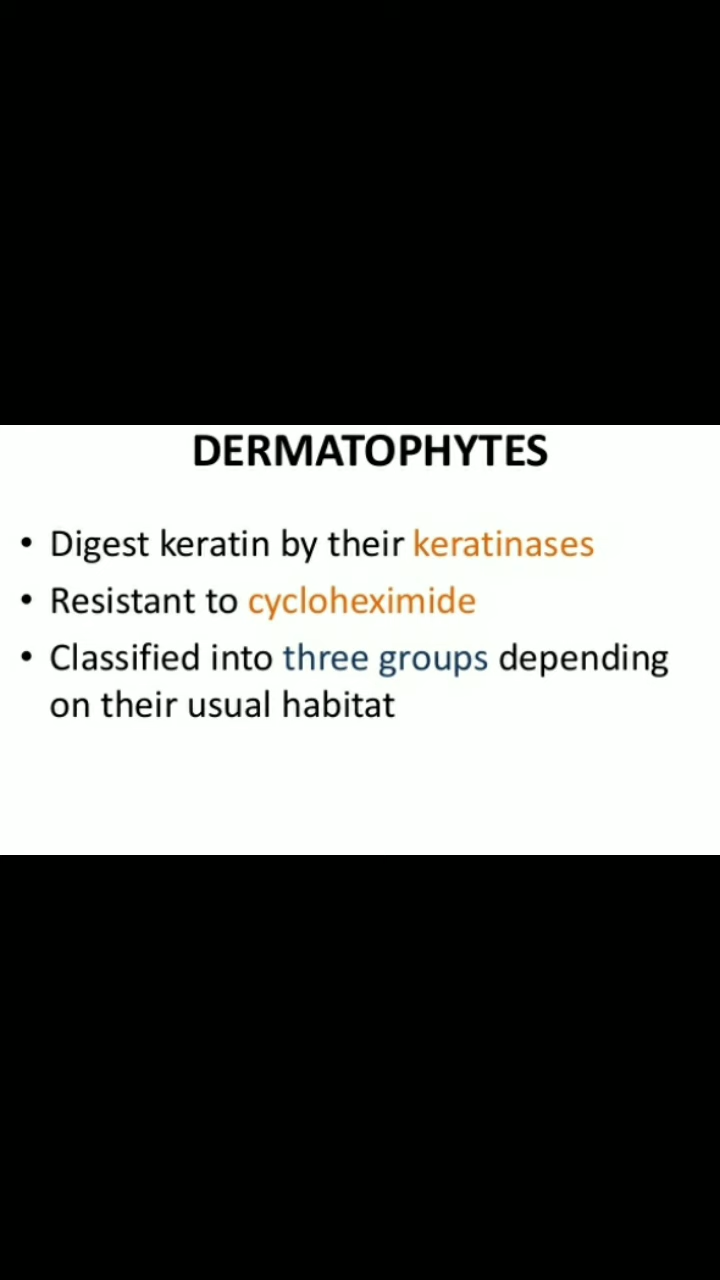 DERMATOPHYTES
• Digest keratin by their keratinases
• Resistant to cycloheximide
• Classified into three groups depending
on their usual habitat